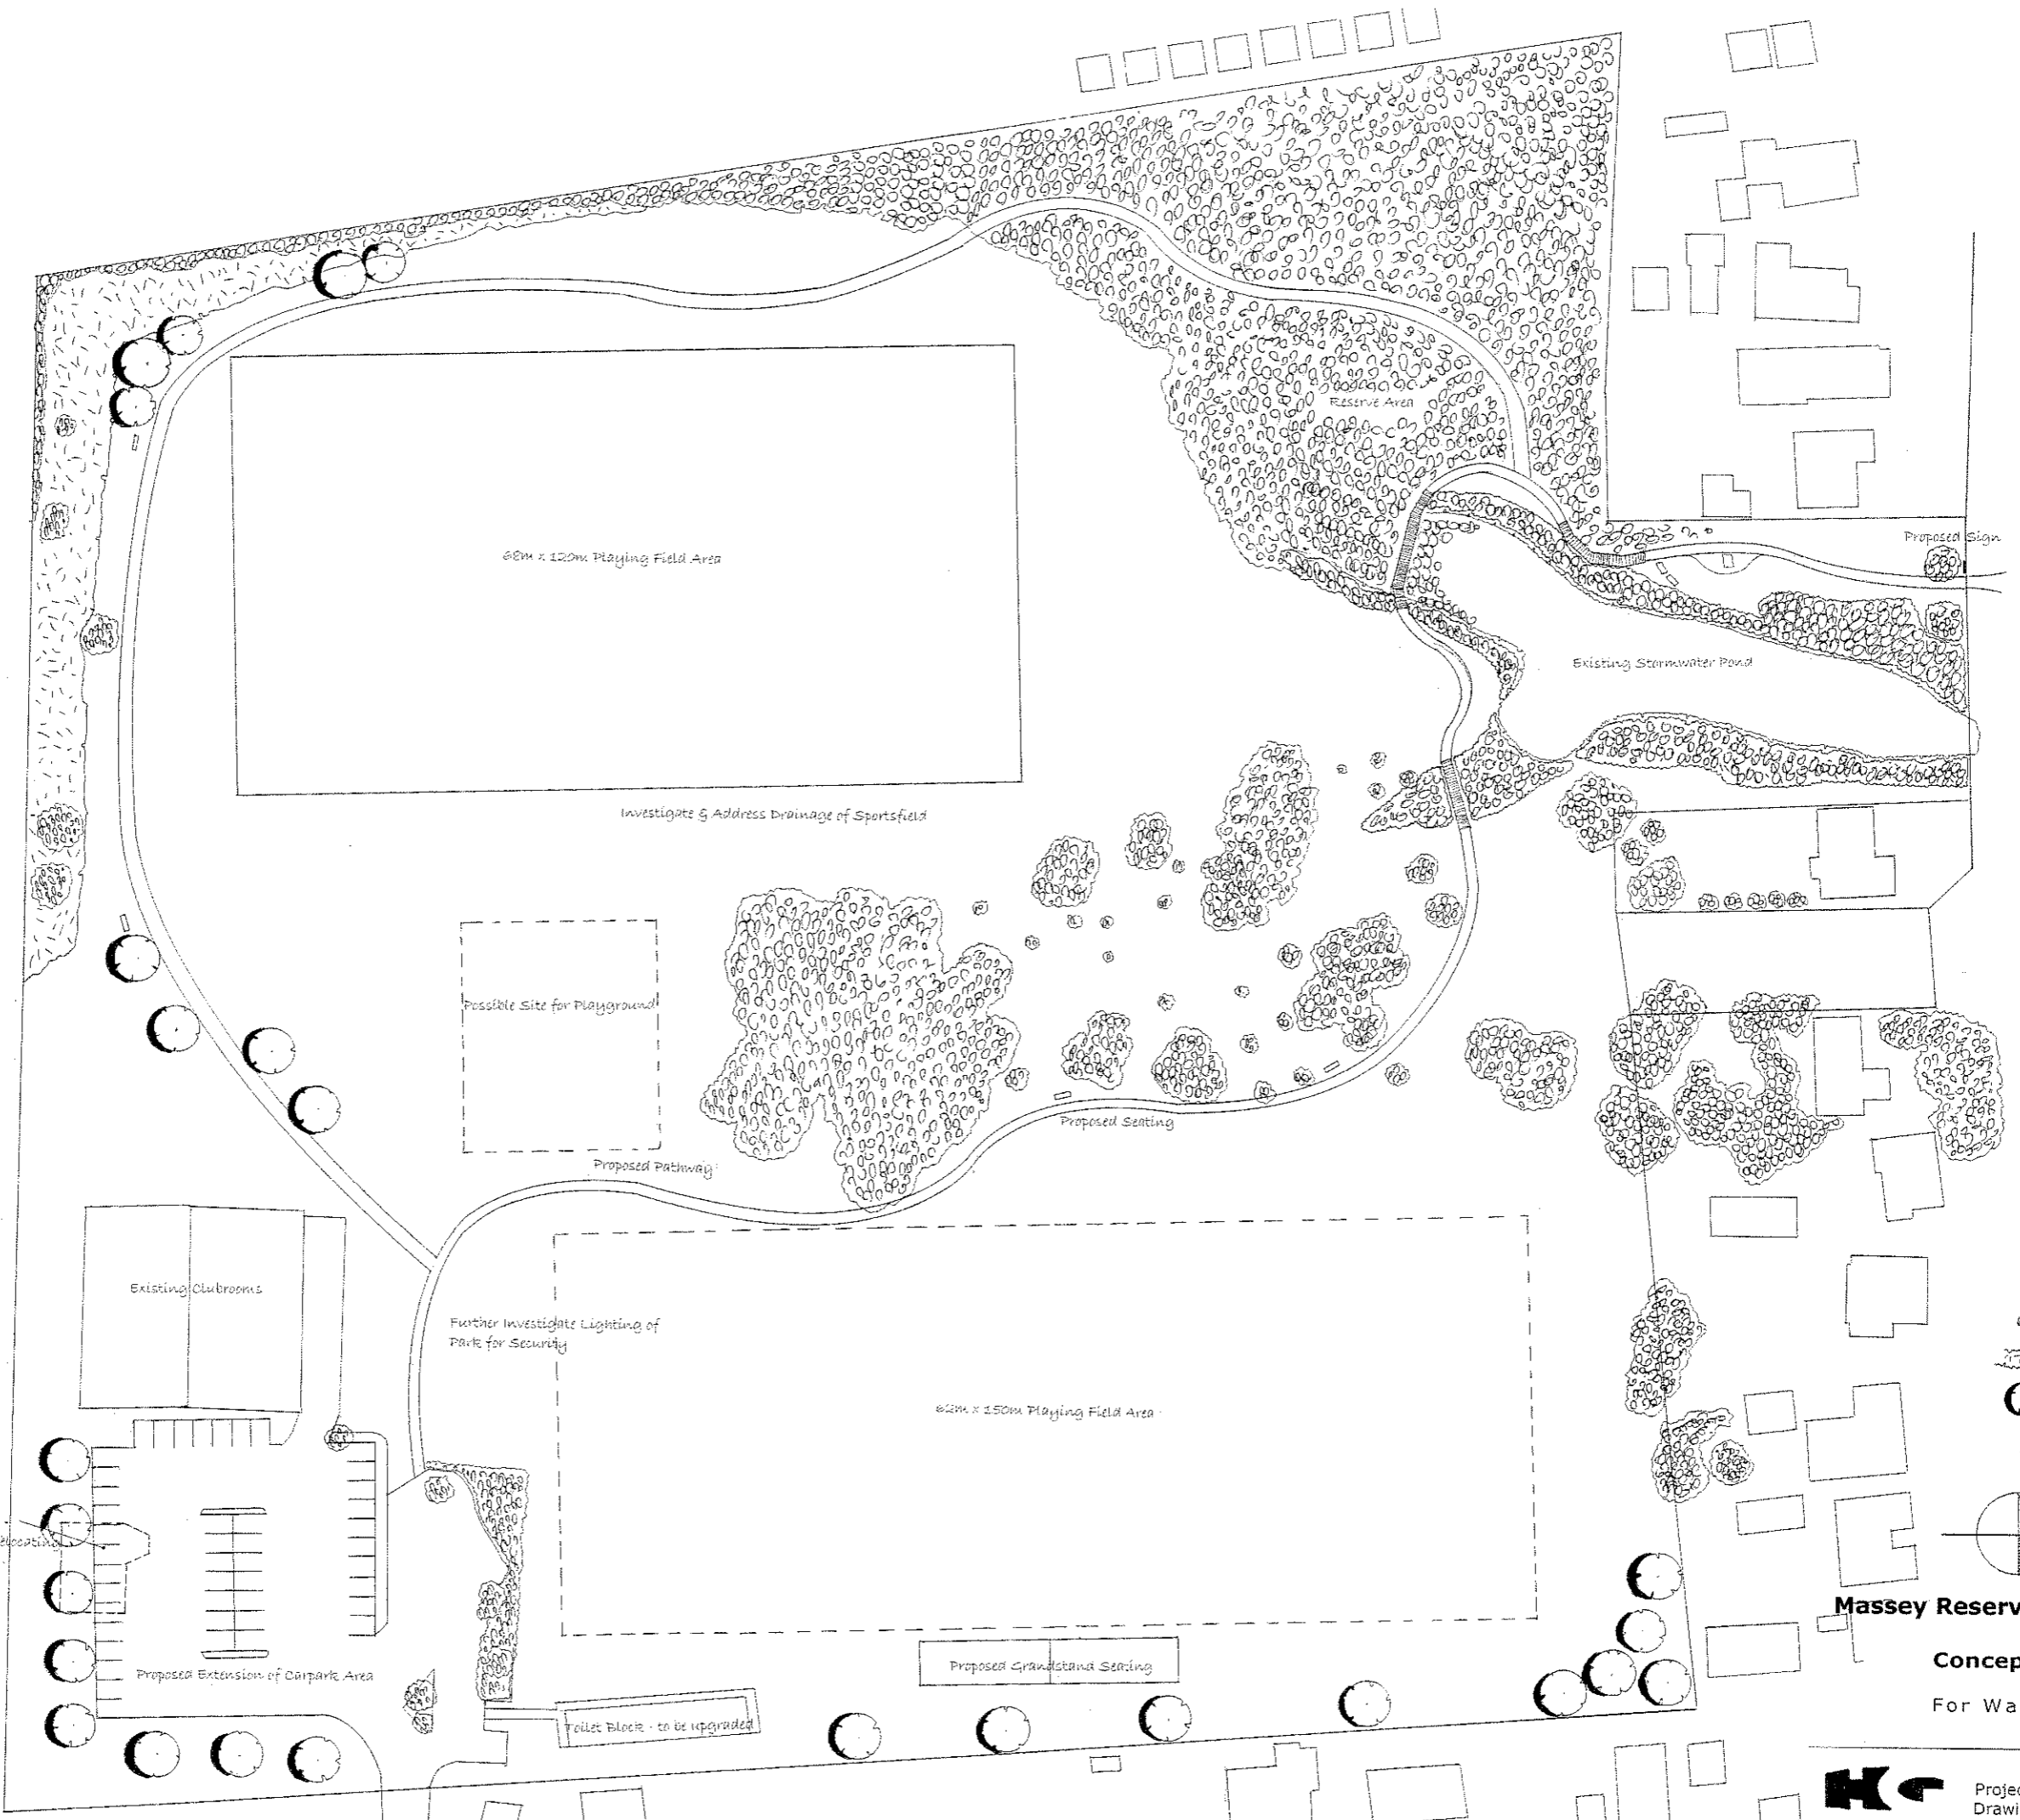 Reserve Area
Proposed Sign
68m x 120m Playing Field Area
Existing Stormwater Pond
Investigate & Address Drainage of Sportsfield
Possible Site for Playground
Proposed Seating
Proposed Pathway
Existing Clubrooms
Further Investigate Lighting of
Park for Security
62m x 150m Playing Field Area
elocating
Massey Reserv
Concep
Proposed Grandstand Seating
Proposed Extension of Carpark Area
For Wa
Toilet Block - to be upgraded
Projec
Drawi